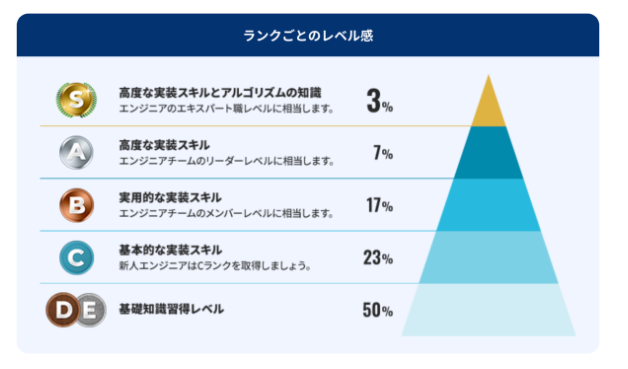 ランクごとのレベル感
S
高度な実装スキルとアルゴリズムの知識
エンジニアのエキスパート職レベルに相当します。
3%
A
高度な実装スキル
エンジニアチームのリーダーレベルに相当します。
7%
B
実用的な実装スキル
エンジニアチームのメンバーレベルに相当します。
17%
C
基本的な実装スキル
新人エンジニアはCランクを取得しましょう。
23%
D E
基礎知識習得レベル
50%